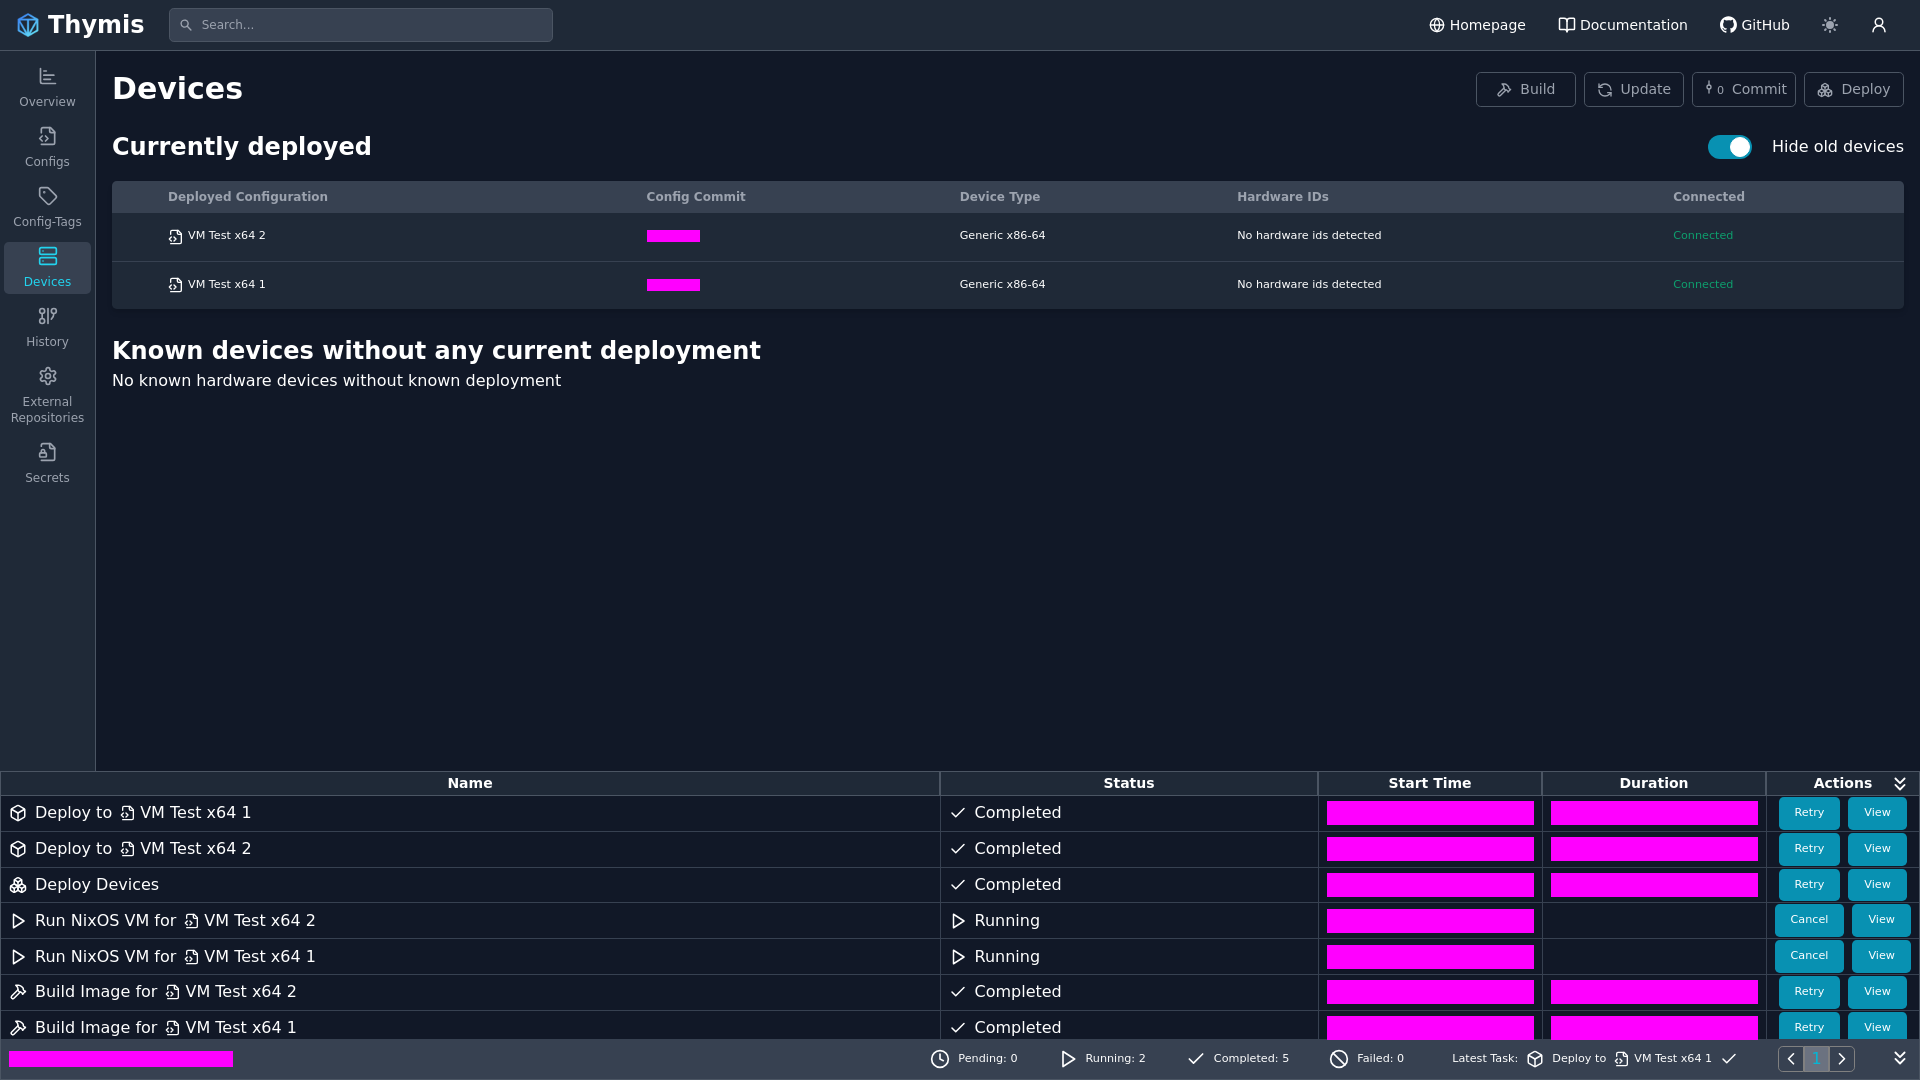 Thymis
Search...
Homepage
Documentation
GitHub
Overview
Configs
Config-Tags
Devices
History
External
Repositories
Secrets
Devices
Build
Update
0 Commit
Deploy
Currently deployed
Hide old devices
Deployed Configuration Config Commit Device Type Hardware IDs Connected
VM Test x64 2 Generic x86-64 No hardware ids detected Connected
VM Test x64 1 Generic x86-64 No hardware ids detected Connected
Known devices without any current deployment
No known hardware devices without known deployment
Name Status Start Time Duration Actions
Deploy to VM Test x64 1 Completed Retry View
Deploy to VM Test x64 2 Completed Retry View
Deploy Devices Completed Retry View
Run NixOS VM for VM Test x64 2 Running Cancel View
Run NixOS VM for VM Test x64 1 Running Cancel View
Build Image for VM Test x64 2 Completed Retry View
Build Image for VM Test x64 1 Completed Retry View
Pending: 0 Running: 2 Completed: 5 Failed: 0 Latest Task: Deploy to VM Test x64 1 1